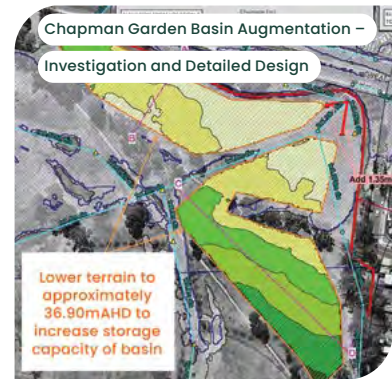 Chapman Garden Basin Augmentation –
Investigation and Detailed Design
B
C
Add 1.35m
Lower terrain to
approximately
36.90mAHD to
increase storage
capacity of basin
D